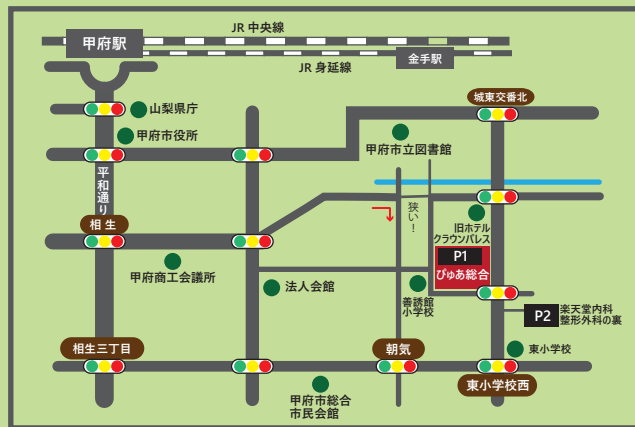 JR 中央線
甲府駅
金手駅
JR 身延線
城東交番北
山梨県庁
甲府市役所
甲府市立図書館
平和通り
狭い！
相生
旧ホテル
クラウンパレス
P1
ぴゅあ総合
甲府商工会議所
法人会館
善誘館
小学校
P2
楽天堂内科
整形外科の裏
相生三丁目
朝気
東小学校
東小学校西
甲府市総合
市民会館